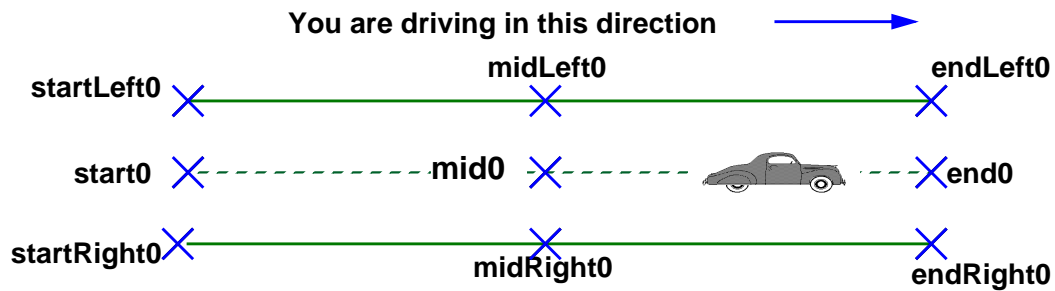 You are driving in this direction
midLeft0
endLeft0
startLeft0
start0
mid0
end0
startRight0
midRight0
endRight0